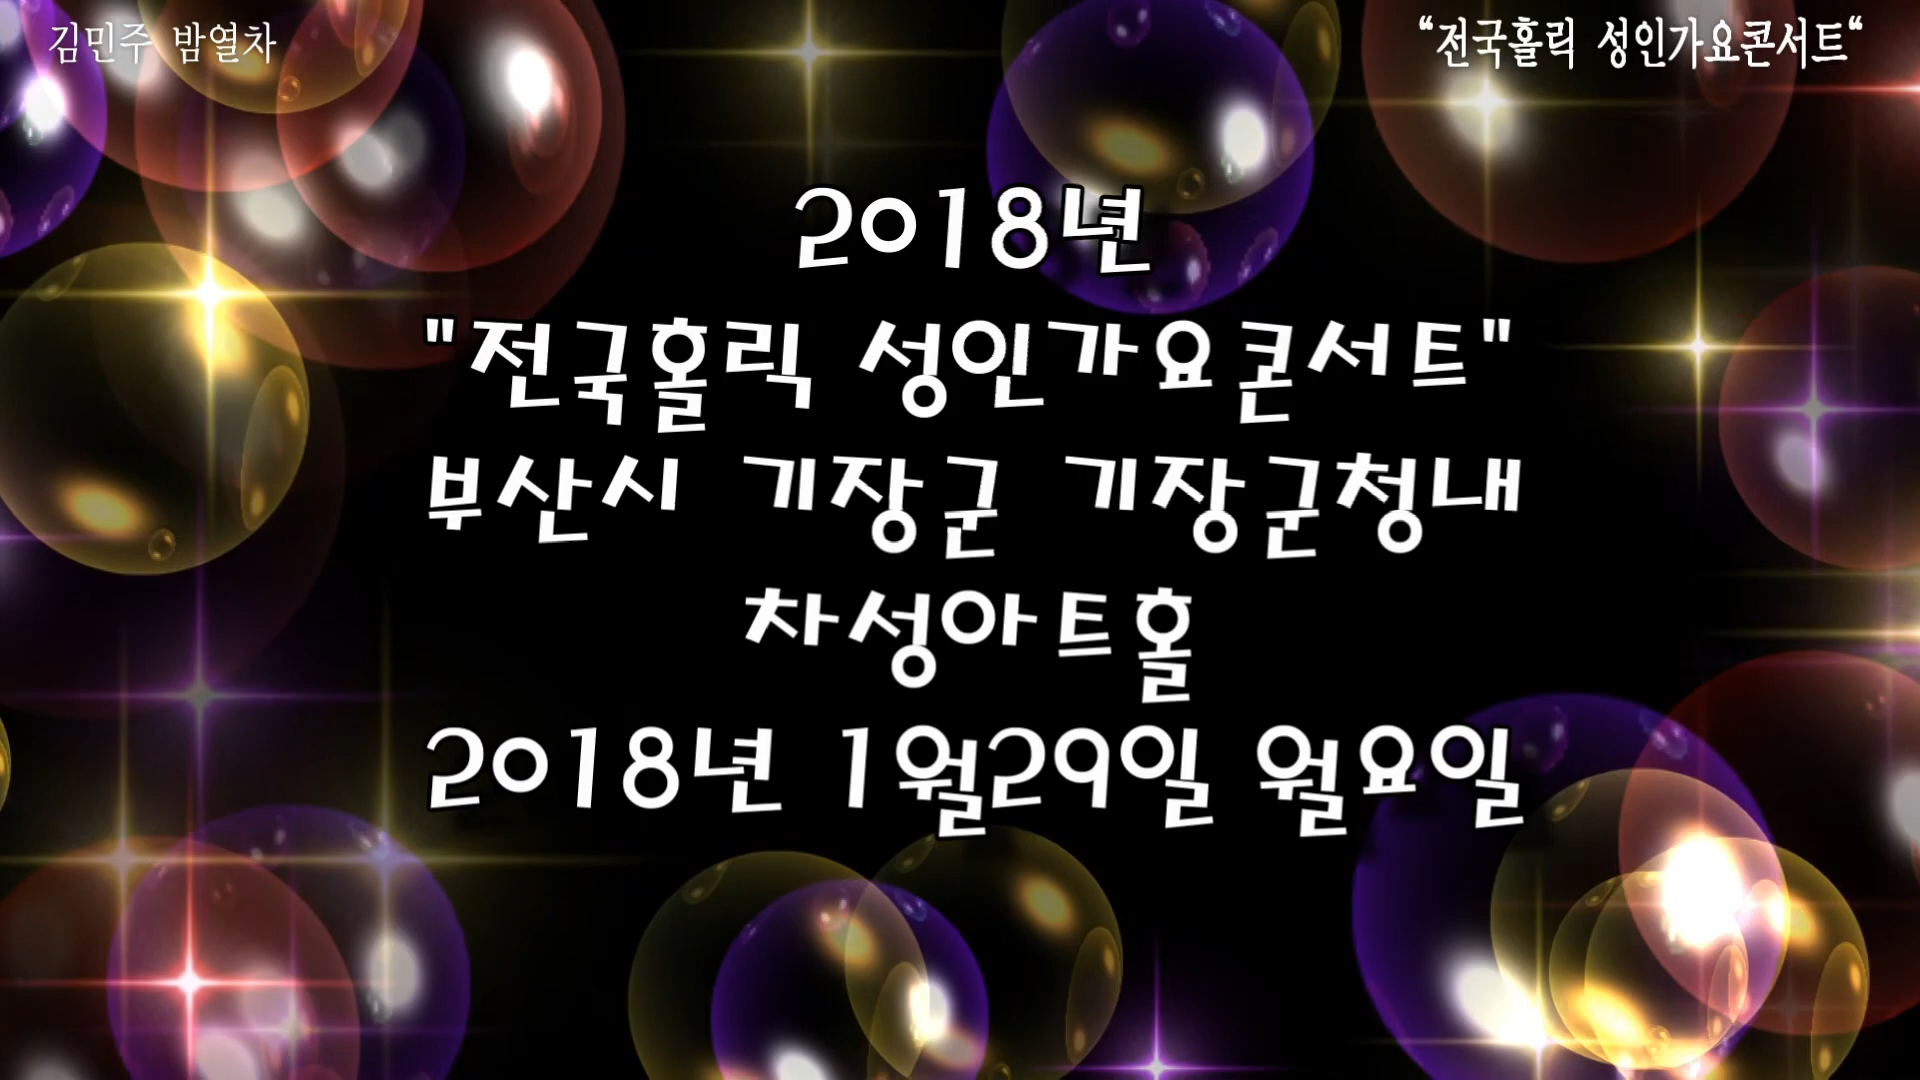 김민주 밤열차
“전국홀릭 성인가요콘서트“
2018년
"전국홀릭 성인가요콘서트"
부산시 기장군 기장군청내
차성아트홀
2018년 1월29일 월요일